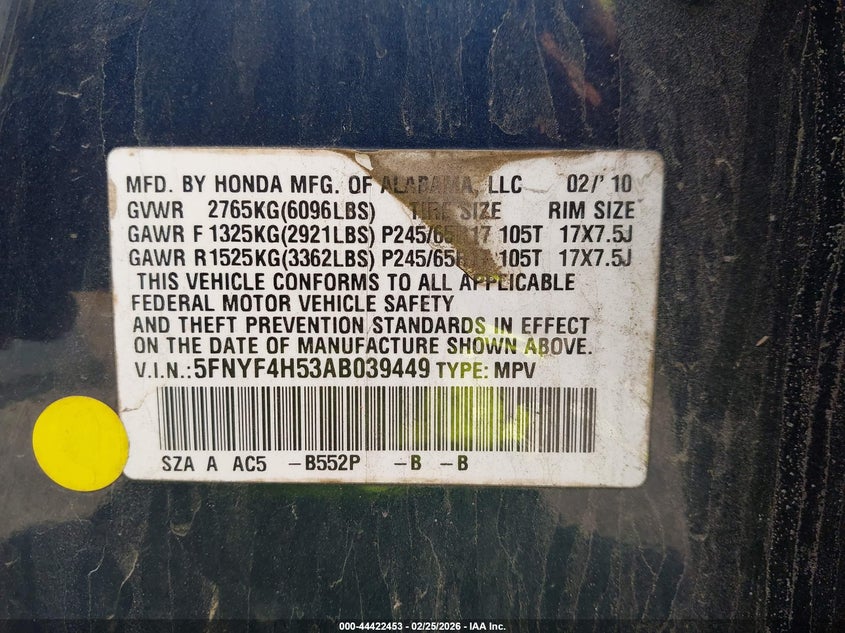 MFD. BY HONDA MFG. OF ALABAMA, LLC 02/' 10
GVWR 2765KG(6096LBS) TIRE SIZE RIM SIZE
GAWR F 1325KG(2921LBS) P245/65R17 105T 17X7.5J
GAWR R 1525KG(3362LBS) P245/65R17 105T 17X7.5J
THIS VEHICLE CONFORMS TO ALL APPLICABLE
FEDERAL MOTOR VEHICLE SAFETY
AND THEFT PREVENTION STANDARDS IN EFFECT
ON THE DATE OF MANUFACTURE SHOWN ABOVE.
V.I.N.:5FNYF4H53AB039449 TYPE: MPV
SZA A AC5 -B552P -B -B
000-44422453 - 02/25/2026 - IAA Inc.